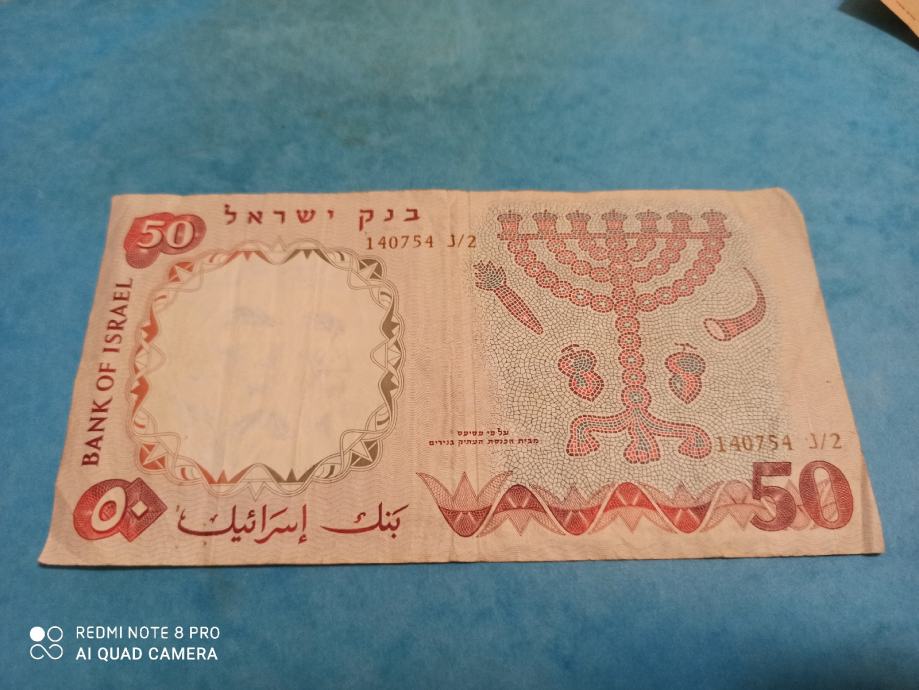 50
בנק ישראל
140754 J/2
BANK OF ISRAEL
על פי פסיפס
מבית הכנסת העתיק בנירים
140754 J/2
50
٥٠
بنك إسرائيل
REDMI NOTE 8 PRO
AI QUAD CAMERA